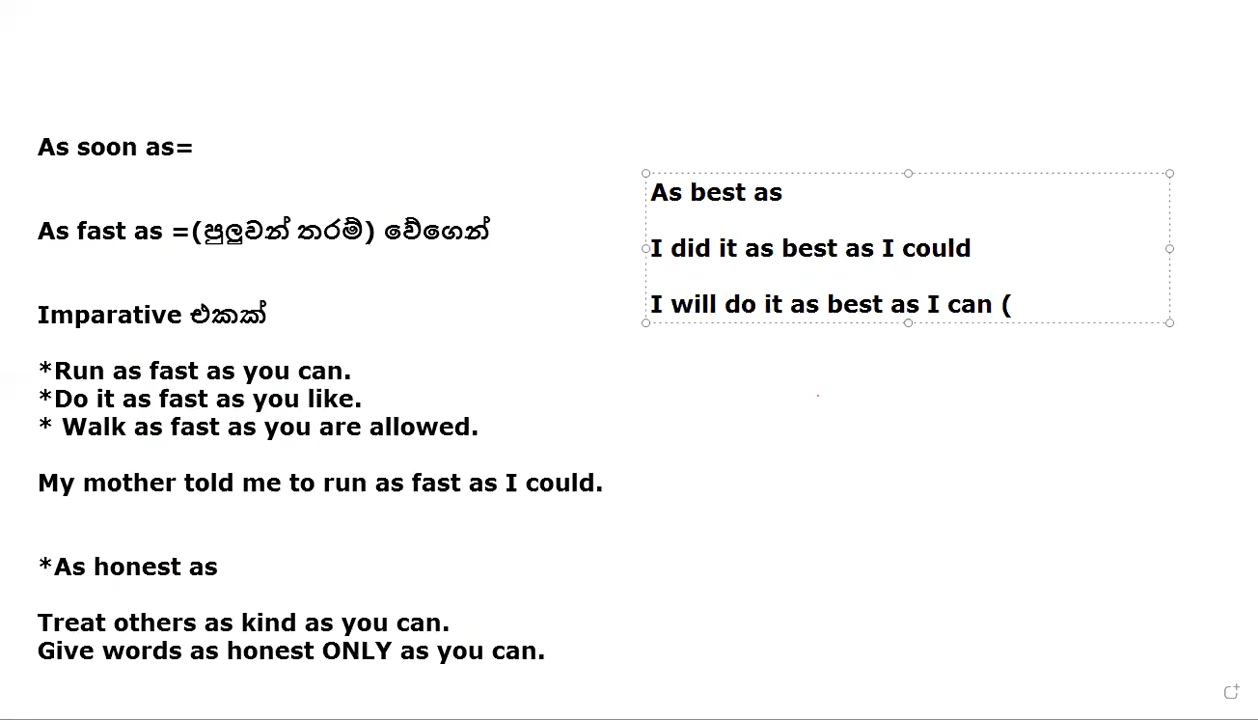 As soon as=
As fast as =(පුලුවන් තරම්) වේගෙන්
Imparative එකක්
*Run as fast as you can.
*Do it as fast as you like.
* Walk as fast as you are allowed.
My mother told me to run as fast as I could.
*As honest as
Treat others as kind as you can.
Give words as honest ONLY as you can.
As best as
I did it as best as I could
I will do it as best as I can (